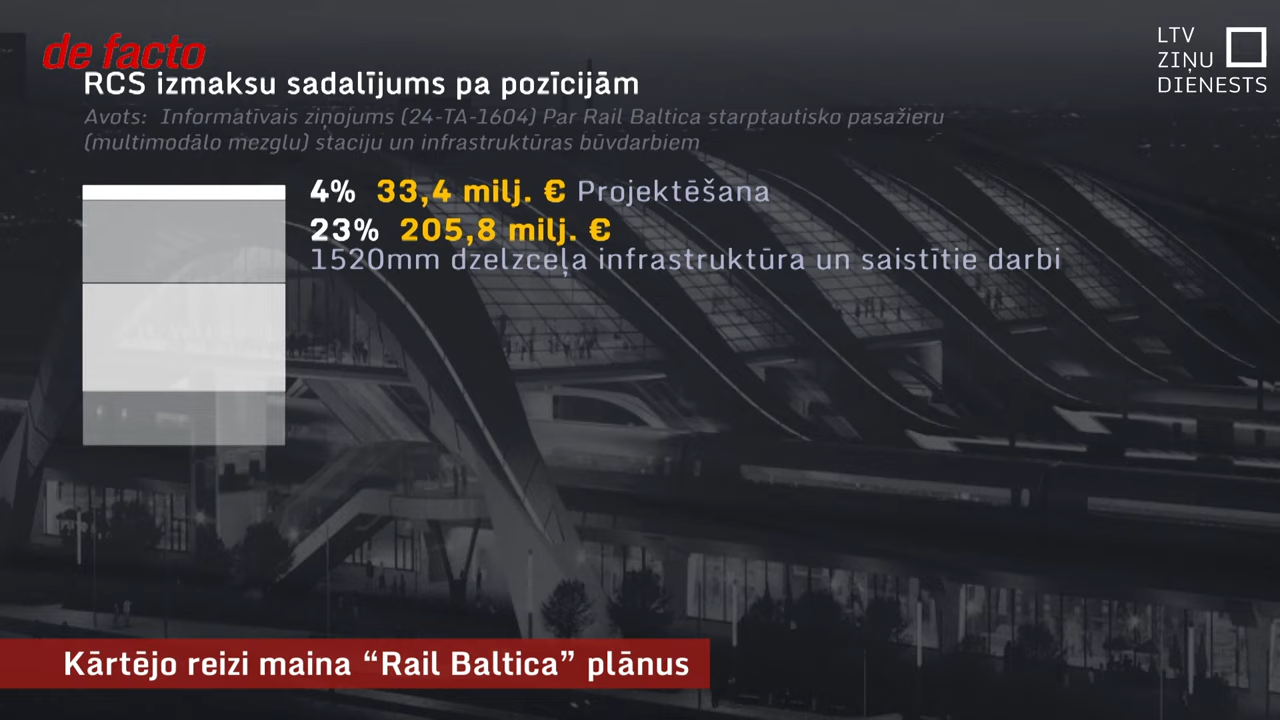 de facto
LTV
ZIŅU
DIENESTS
RCS izmaksu sadalījums pa pozīcijām
Avots: Informatīvais ziņojums (24-TA-1604) Par Rail Baltica starptautisko pasažieru
(multimodālo mezglu) staciju un infrastruktūras būvdarbiem
4% 33,4 milj. € Projektēšana
23% 205,8 milj. €
1520mm dzelzceļa infrastruktūra un saistītie darbi
Kārtējo reizi maina “Rail Baltica” plānus